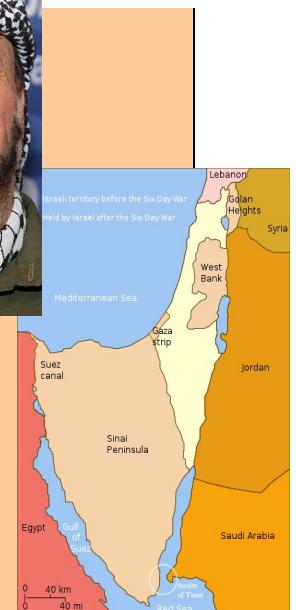 Lebanon
Israeli territory before the Six Day War
Golan
Heights
Held by Israel after the Six Day War
Syria
West
Bank
Mediterranean Sea
Gaza
strip
Suez
canal
Jordan
Sinai
Peninsula
Egypt
Gulf
of
Suez
Saudi Arabia
Straits
of Tiran
0 40 km
0 40 mi
Red Sea